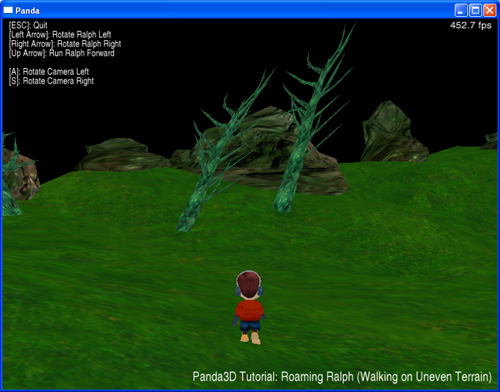 Panda
[ESC]: Quit
452.7 fps
[Left Arrow]: Rotate Ralph Left
[Right Arrow]: Rotate Ralph Right
[Up Arrow]: Run Ralph Forward
[A]: Rotate Camera Left
[S]: Rotate Camera Right
Panda3D Tutorial: Roaming Ralph (Walking on Uneven Terrain)